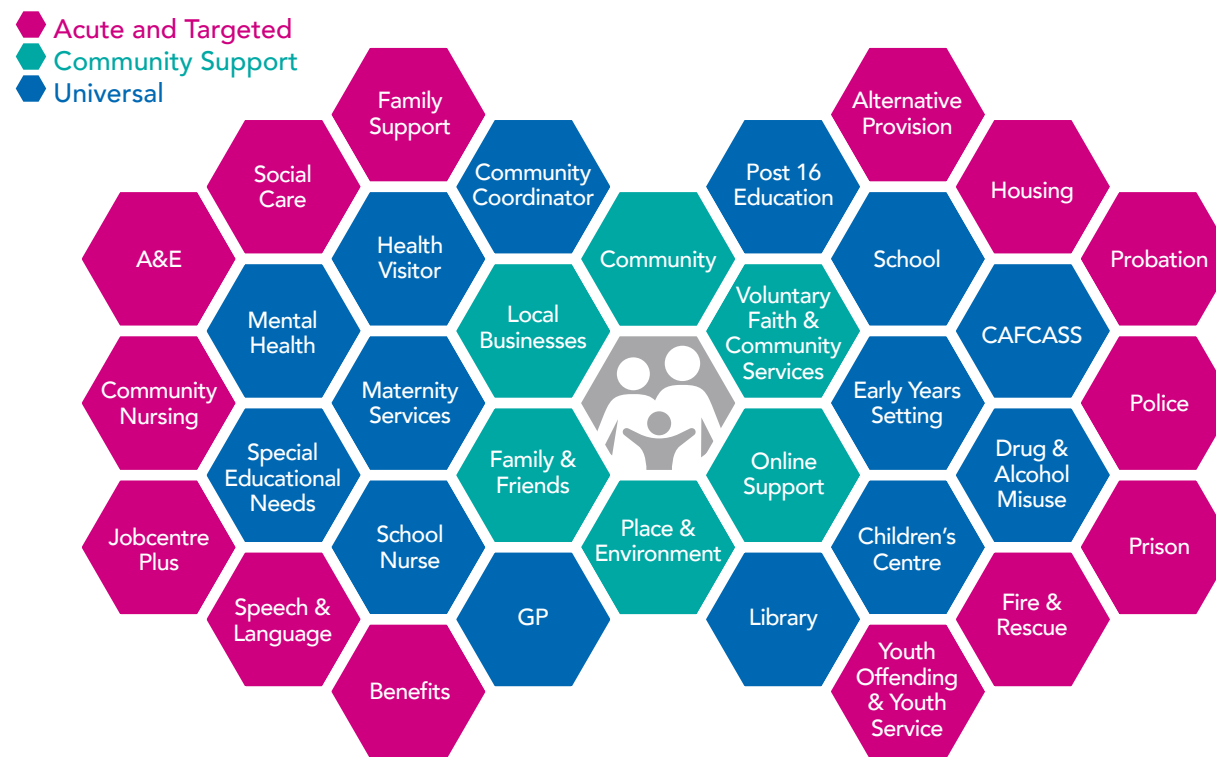 Acute and Targeted
Community Support
Universal
Family
Support
Alternative
Provision
Social
Care
Community
Coordinator
Post 16
Education
Housing
A&E
Health
Visitor
Community
School
Probation
Mental
Health
Local
Businesses
Voluntary
Faith &
Community
Services
CAFCASS
Community
Nursing
Maternity
Services
Early Years
Setting
Police
Special
Educational
Needs
Family &
Friends
Online
Support
Drug &
Alcohol
Misuse
Jobcentre
Plus
School
Nurse
Place &
Environment
Children’s
Centre
Prison
Speech &
Language
GP
Library
Fire &
Rescue
Benefits
Youth
Offending
& Youth
Service